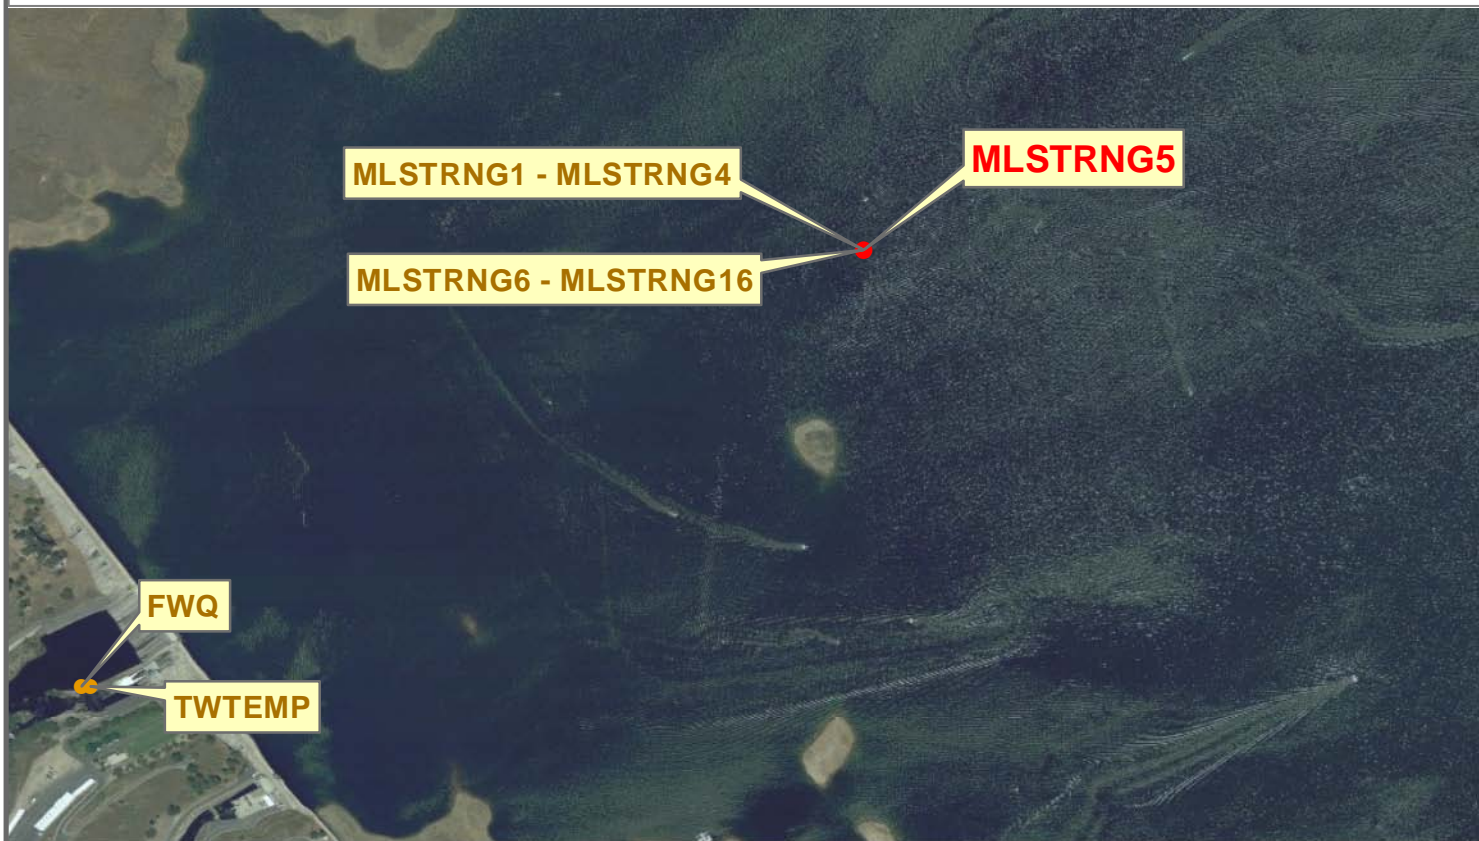 MLSTRNG1 - MLSTRNG4
MLSTRNG5
MLSTRNG6 - MLSTRNG16
FWQ
TWTEMP